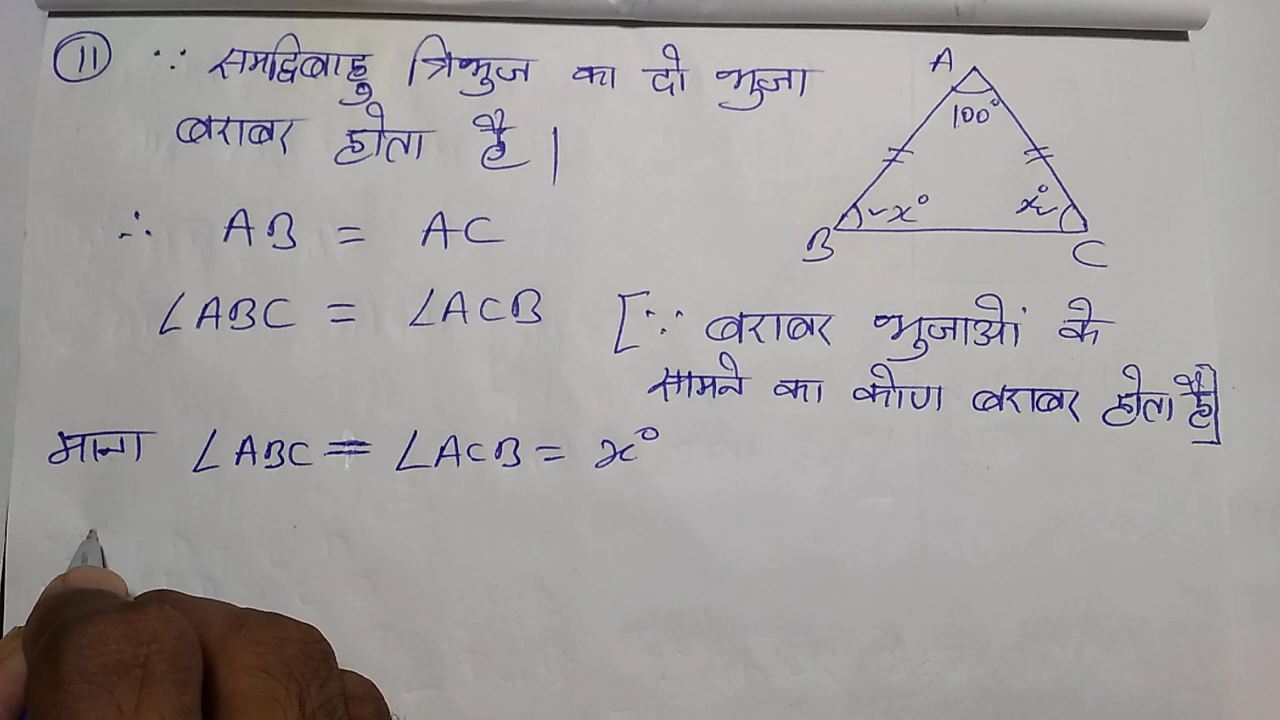 11 ∵ समद्विबाहु त्रिभुज का दो भुजा
बराबर होता है |
∴ AB = AC
∠ABC = ∠ACB [∵ बराबर भुजाओं के
सामने का कोण बराबर होता है]
माना ∠ABC = ∠ACB = x°
A
100°
x° x°
B C